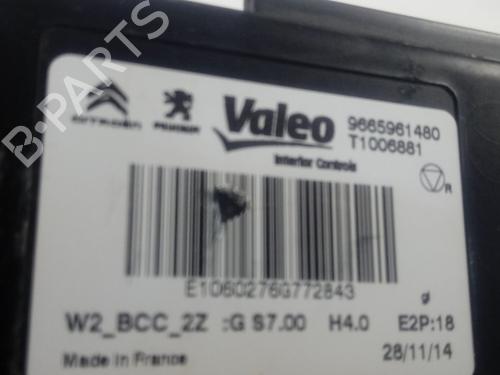 B-PARTS
CITROËN PEUGEOT Valeo 9665961480
T1006881
Interior Controls
R
E1060276G772843
W2_BCC_2Z :G S7.00 H4.0 E2P:18
Made in France 28/11/14